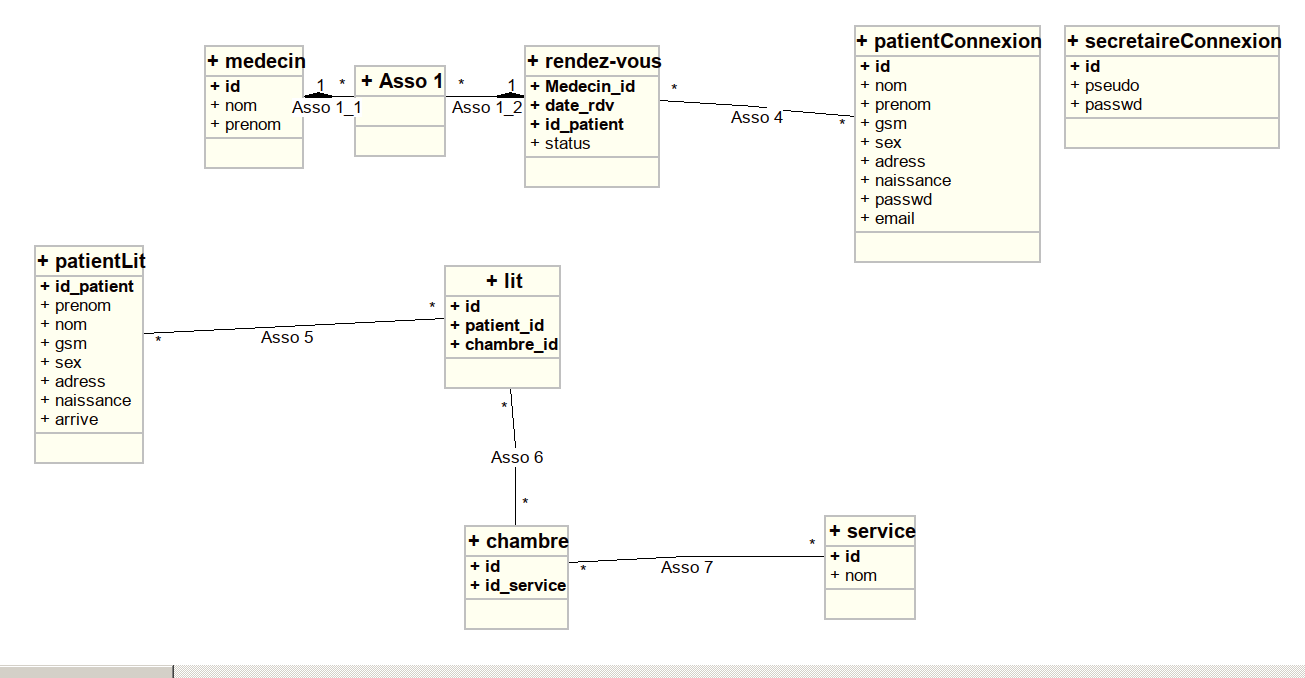 + medecin
+ id
+ nom
+ prenom
1
*
Asso 1_1
+ Asso 1
*
1
Asso 1_2
+ rendez-vous
+ Medecin_id
+ date_rdv
+ id_patient
+ status
*
Asso 4
*
+ patientConnexion
+ id
+ nom
+ prenom
+ gsm
+ sex
+ adress
+ naissance
+ passwd
+ email
+ secretaireConnexion
+ id
+ pseudo
+ passwd
+ patientLit
+ id_patient
+ prenom
+ nom
+ gsm
+ sex
+ adress
+ naissance
+ arrive
*
Asso 5
*
+ lit
+ id
+ patient_id
+ chambre_id
*
Asso 6
*
+ chambre
+ id
+ id_service
*
Asso 7
*
+ service
+ id
+ nom